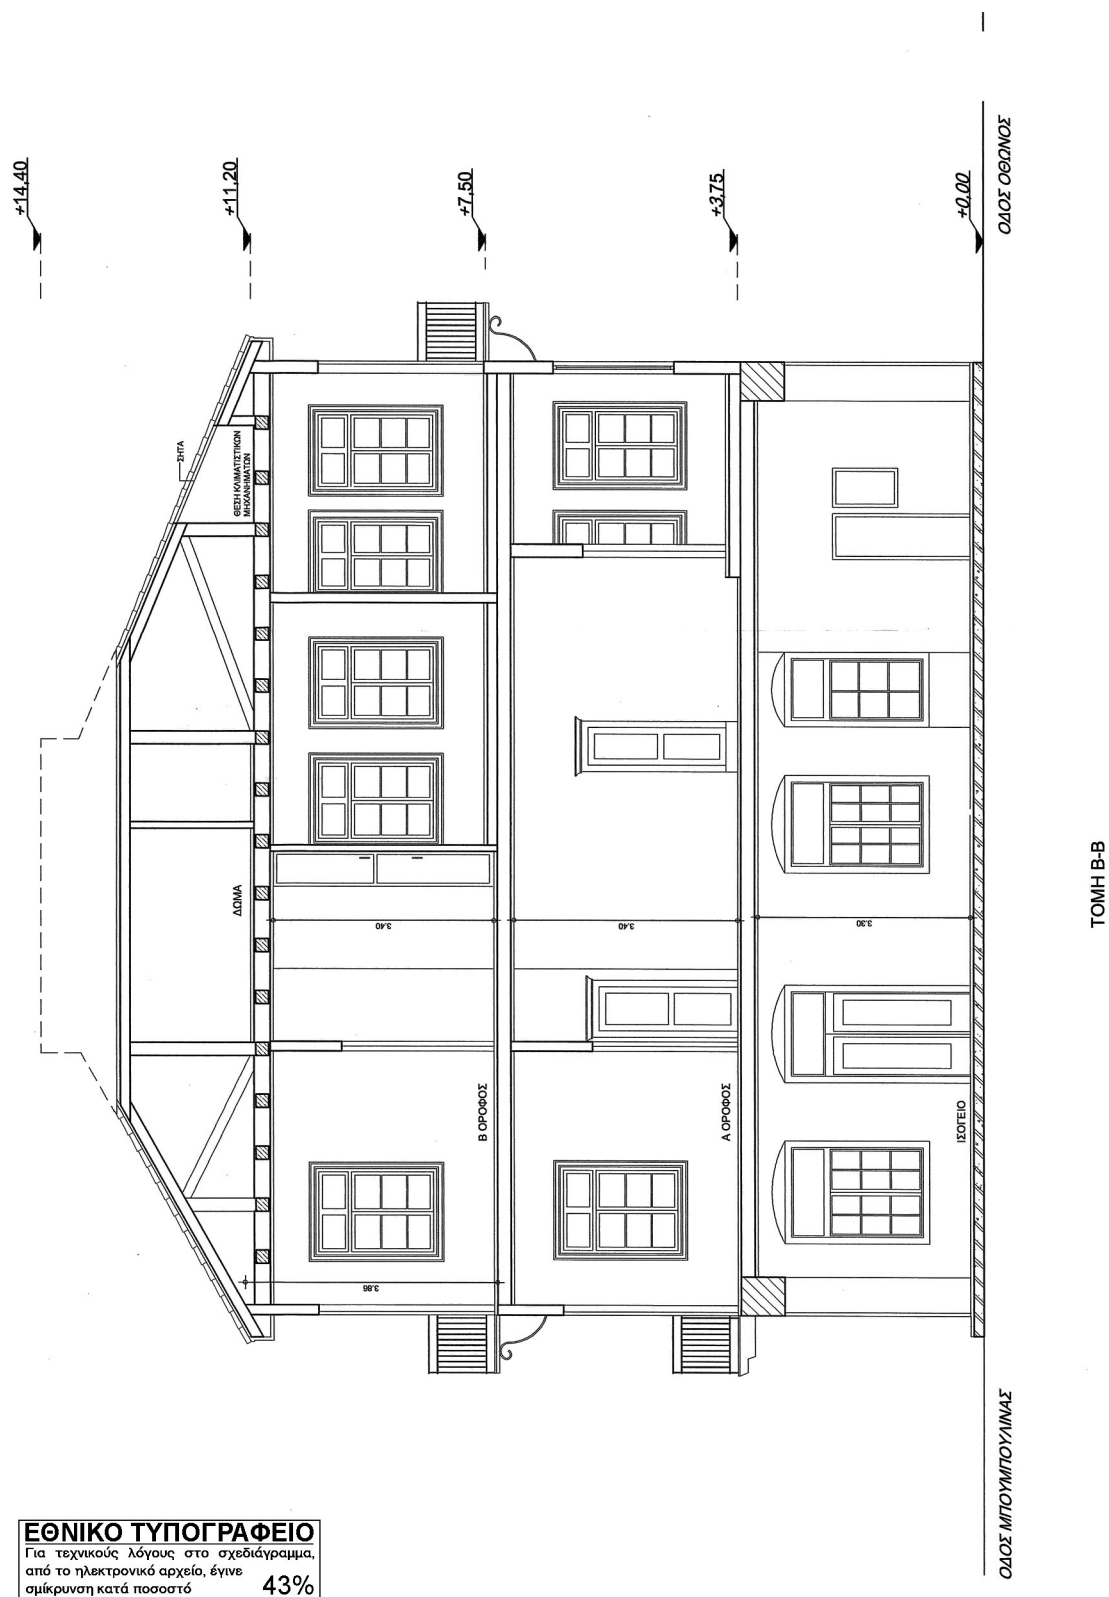 +14,40
+11,20
+7,50
+3,75
+0,00
ΟΔΟΣ ΟΘΩΝΟΣ
ΣΗΤΑ
ΘΕΣΗ ΚΛΙΜΑΤΙΣΤΙΚΩΝ
ΜΗΧΑΝΗΜΑΤΩΝ
ΔΩΜΑ
3.40
3.40
3.30
Β ΟΡΟΦΟΣ
Α ΟΡΟΦΟΣ
ΙΣΟΓΕΙΟ
3.86
ΟΔΟΣ ΜΠΟΥΜΠΟΥΛΙΝΑΣ
ΤΟΜΗ Β-Β
ΕΘΝΙΚΟ ΤΥΠΟΓΡΑΦΕΙΟ
Για τεχνικούς λόγους στο σχεδιάγραμμα,
από το ηλεκτρονικό αρχείο, έγινε
σμίκρυνση κατά ποσοστό 43%